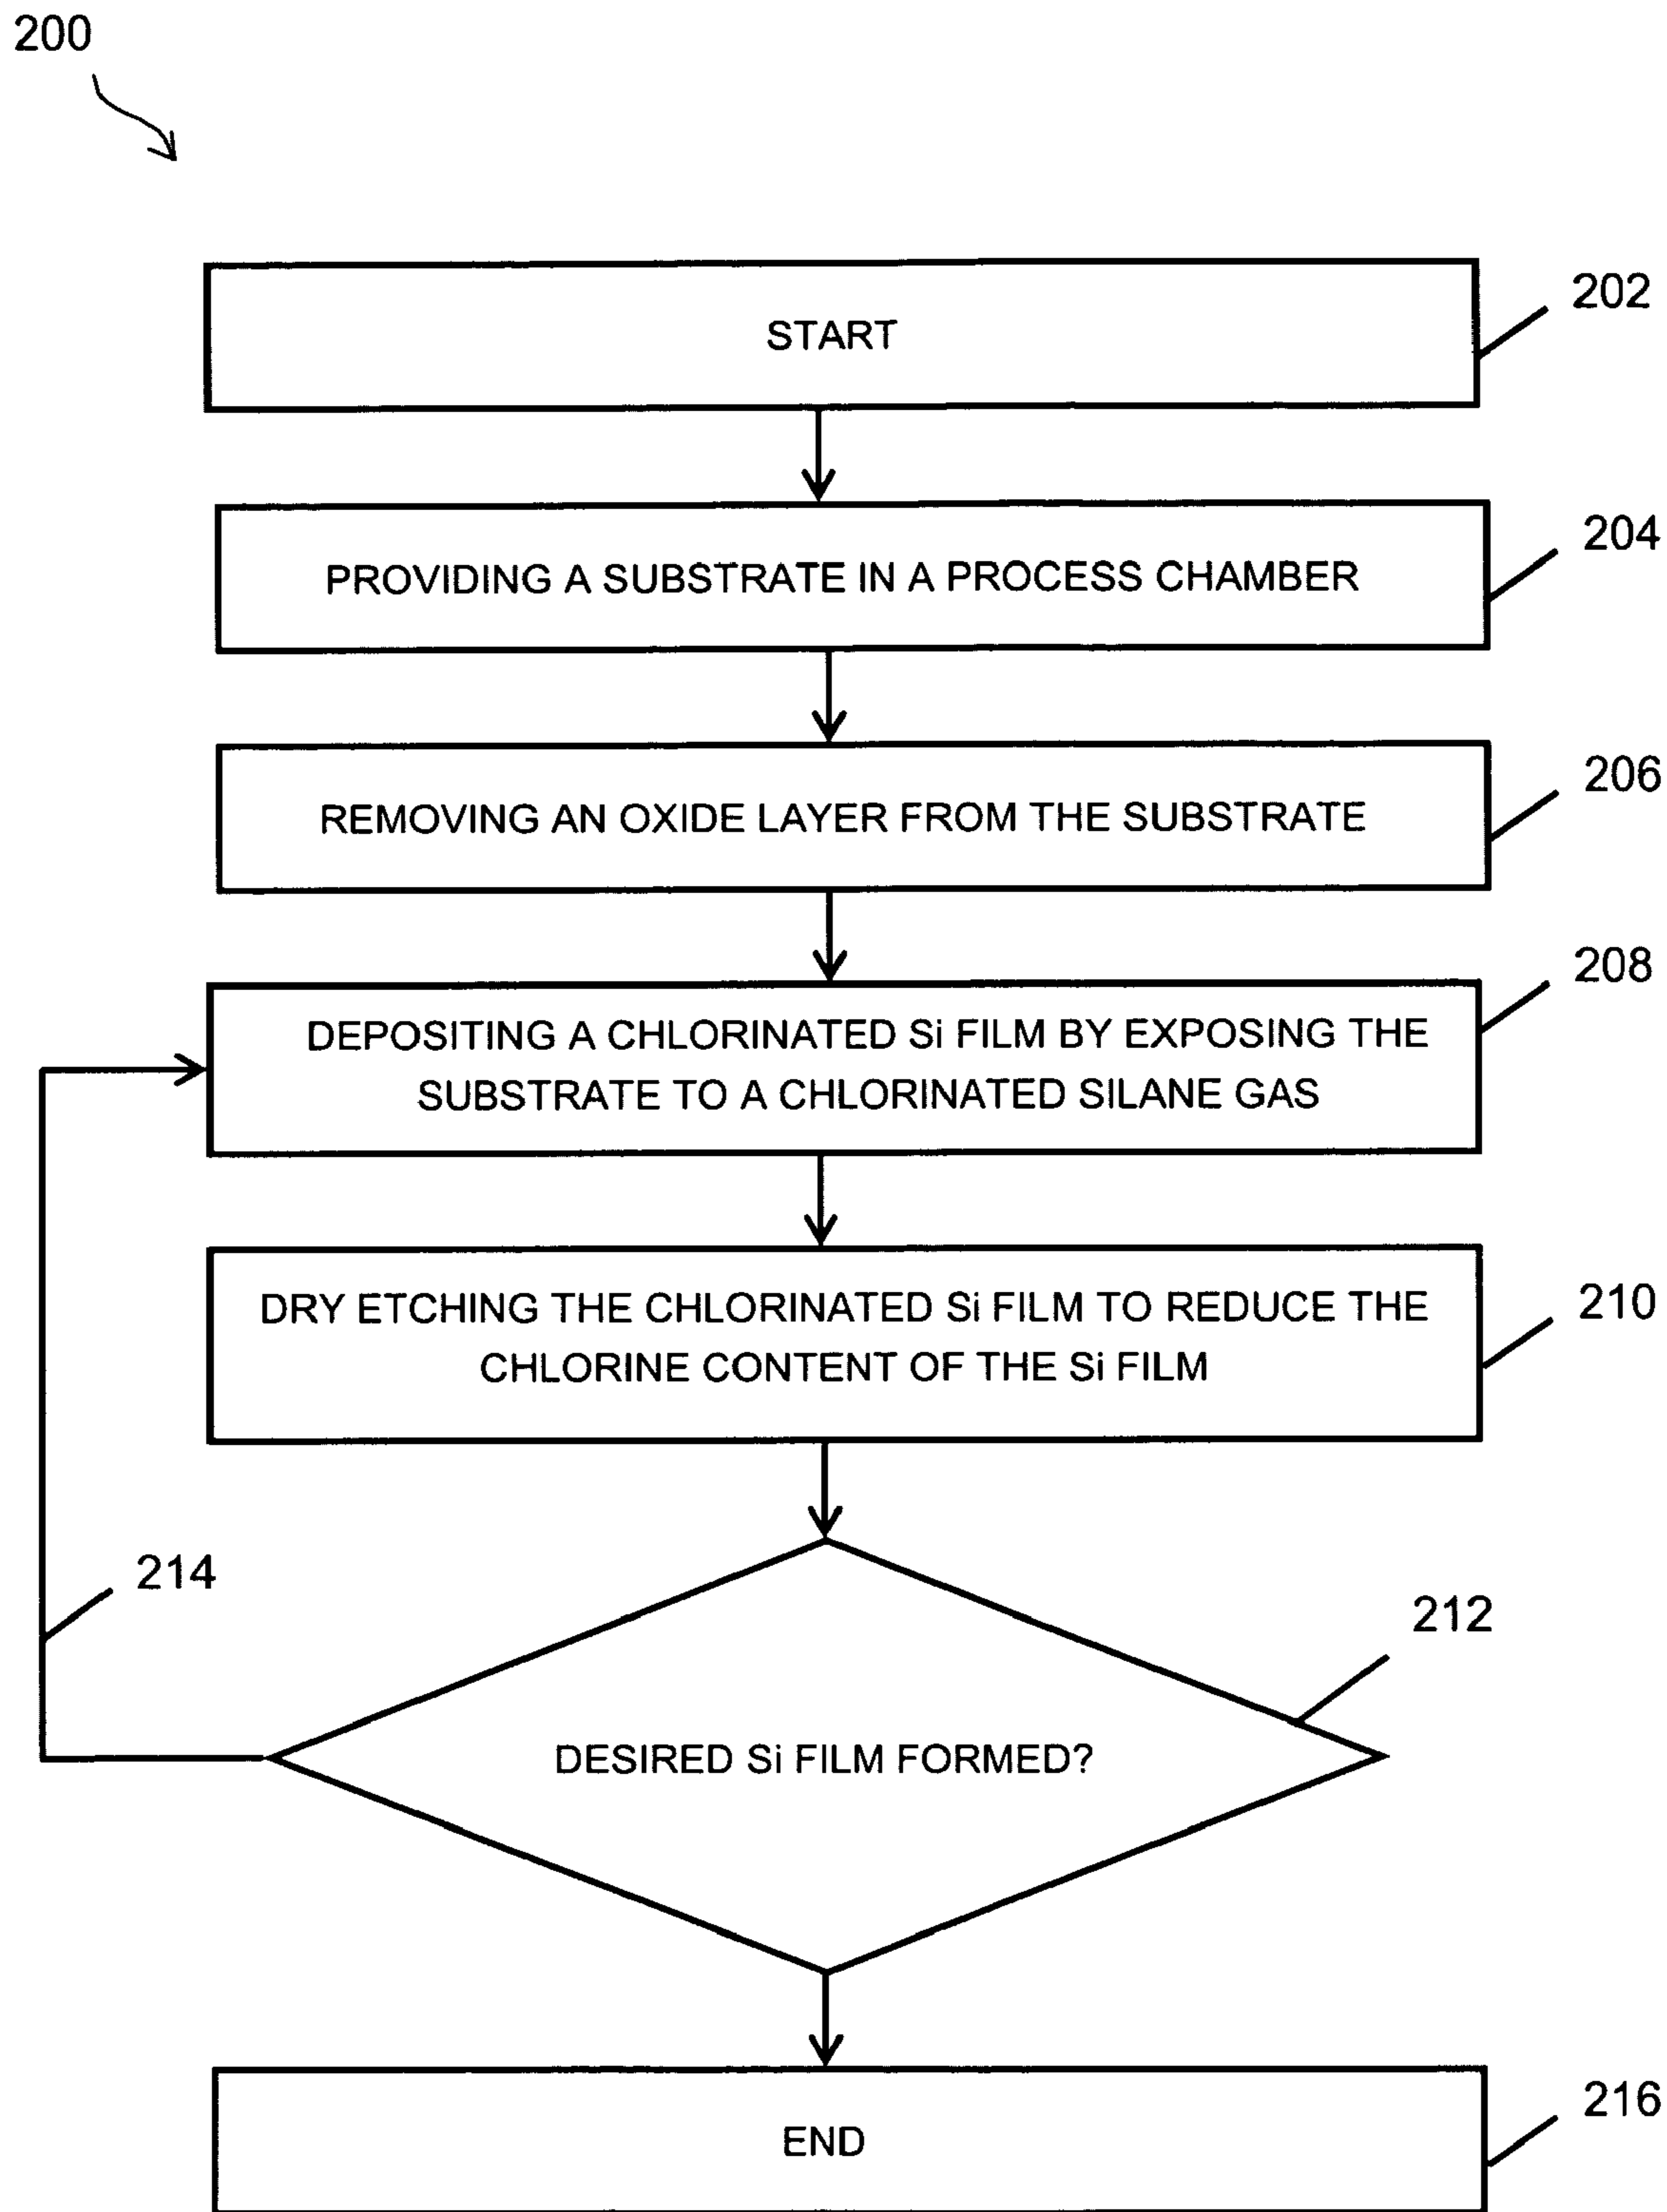 200
START
202
PROVIDING A SUBSTRATE IN A PROCESS CHAMBER
204
REMOVING AN OXIDE LAYER FROM THE SUBSTRATE
206
DEPOSITING A CHLORINATED Si FILM BY EXPOSING THE
SUBSTRATE TO A CHLORINATED SILANE GAS
208
DRY ETCHING THE CHLORINATED Si FILM TO REDUCE THE
CHLORINE CONTENT OF THE Si FILM
210
214
212
DESIRED Si FILM FORMED?
END
216